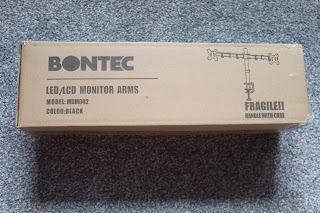 BONTEC
LED/LCD MONITOR ARMS
MODEL:MDM002
COLOR:BLACK
FRAGILE!!
HANDLE WITH CARE